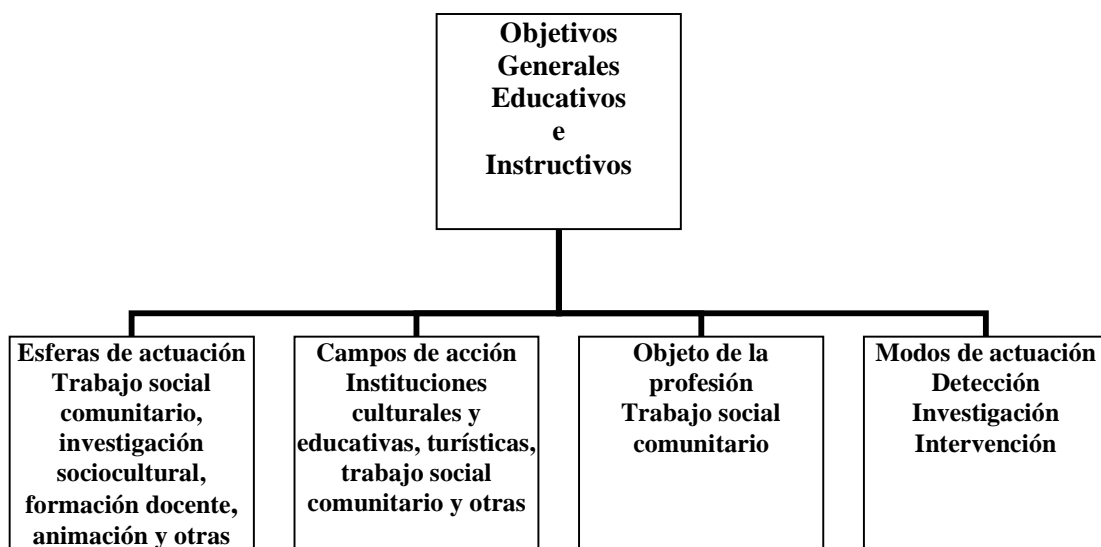 Objetivos
Generales
Educativos
e
Instructivos
Esferas de actuación
Trabajo social
comunitario,
investigación
sociocultural,
formación docente,
animación y otras
Campos de acción
Instituciones
culturales y
educativas, turísticas,
trabajo social
comunitario y otras
Objeto de la
profesión
Trabajo social
comunitario
Modos de actuación
Detección
Investigación
Intervención